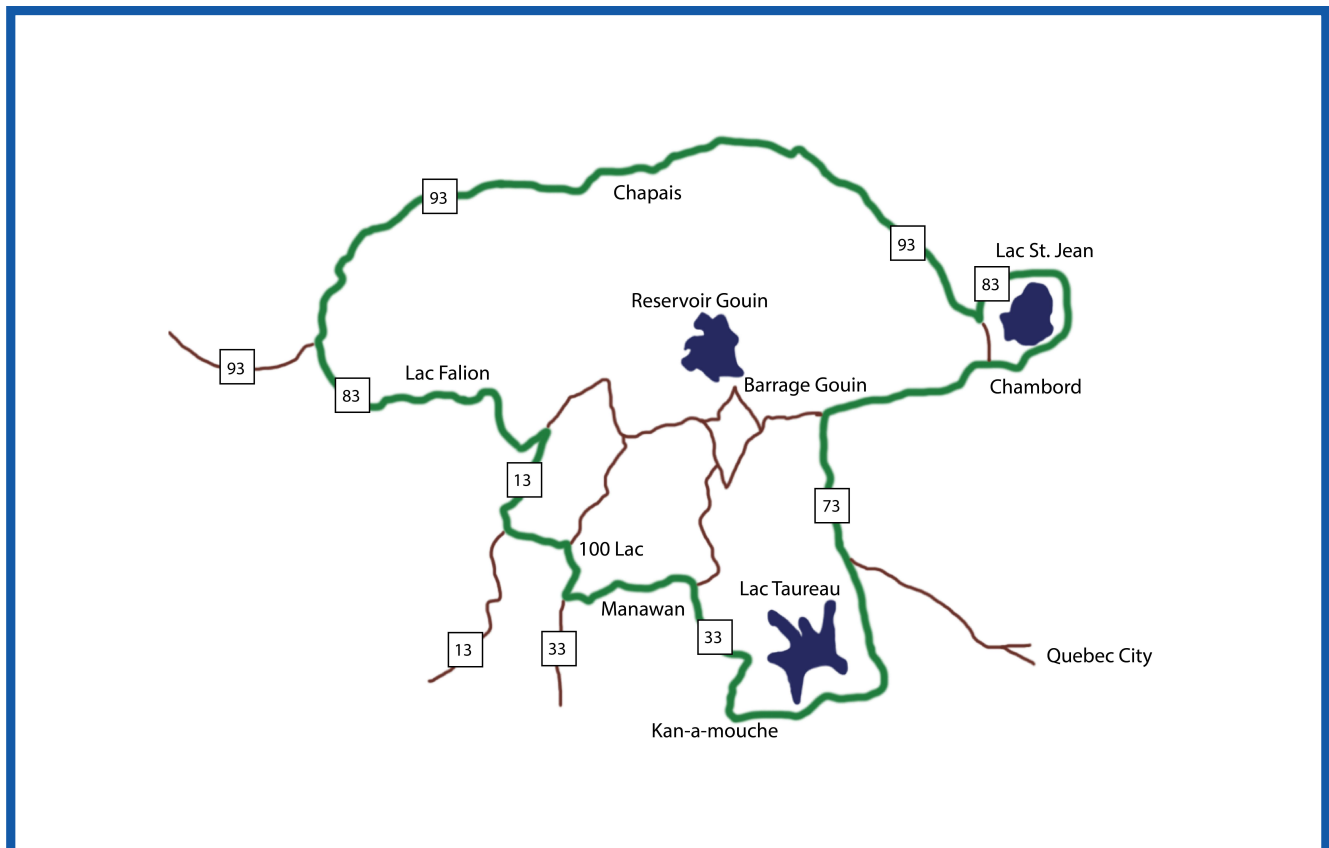 93
Chapais
93
Lac St. Jean
83
Reservoir Gouin
93
Lac Falion
83
Barrage Gouin
Chambord
13
73
100 Lac
Lac Taureau
Manawan
33
13
33
Quebec City
Kan-a-mouche